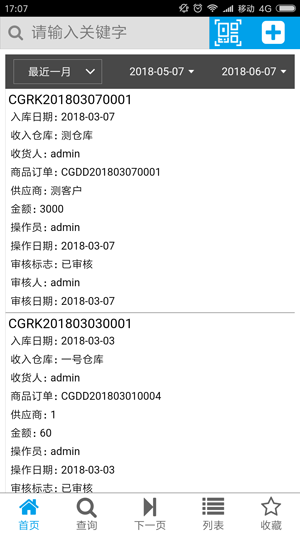 17:07
移动 4G
请输入关键字
最近一月 2018-05-07 2018-06-07
CGRK201803070001
入库日期：2018-03-07
收入仓库：测仓库
收货人：admin
商品订单：CGDD201803070001
供应商：测客户
金额：3000
操作员：admin
操作日期：2018-03-07
审核标志：已审核
审核人：admin
审核日期：2018-03-07
CGRK201803030001
入库日期：2018-03-03
收入仓库：一号仓库
收货人：admin
商品订单：CGDD201803010004
供应商：1
金额：60
操作员：admin
操作日期：2018-03-03
审核标志：已审核
首页 查询 下一页 列表 收藏